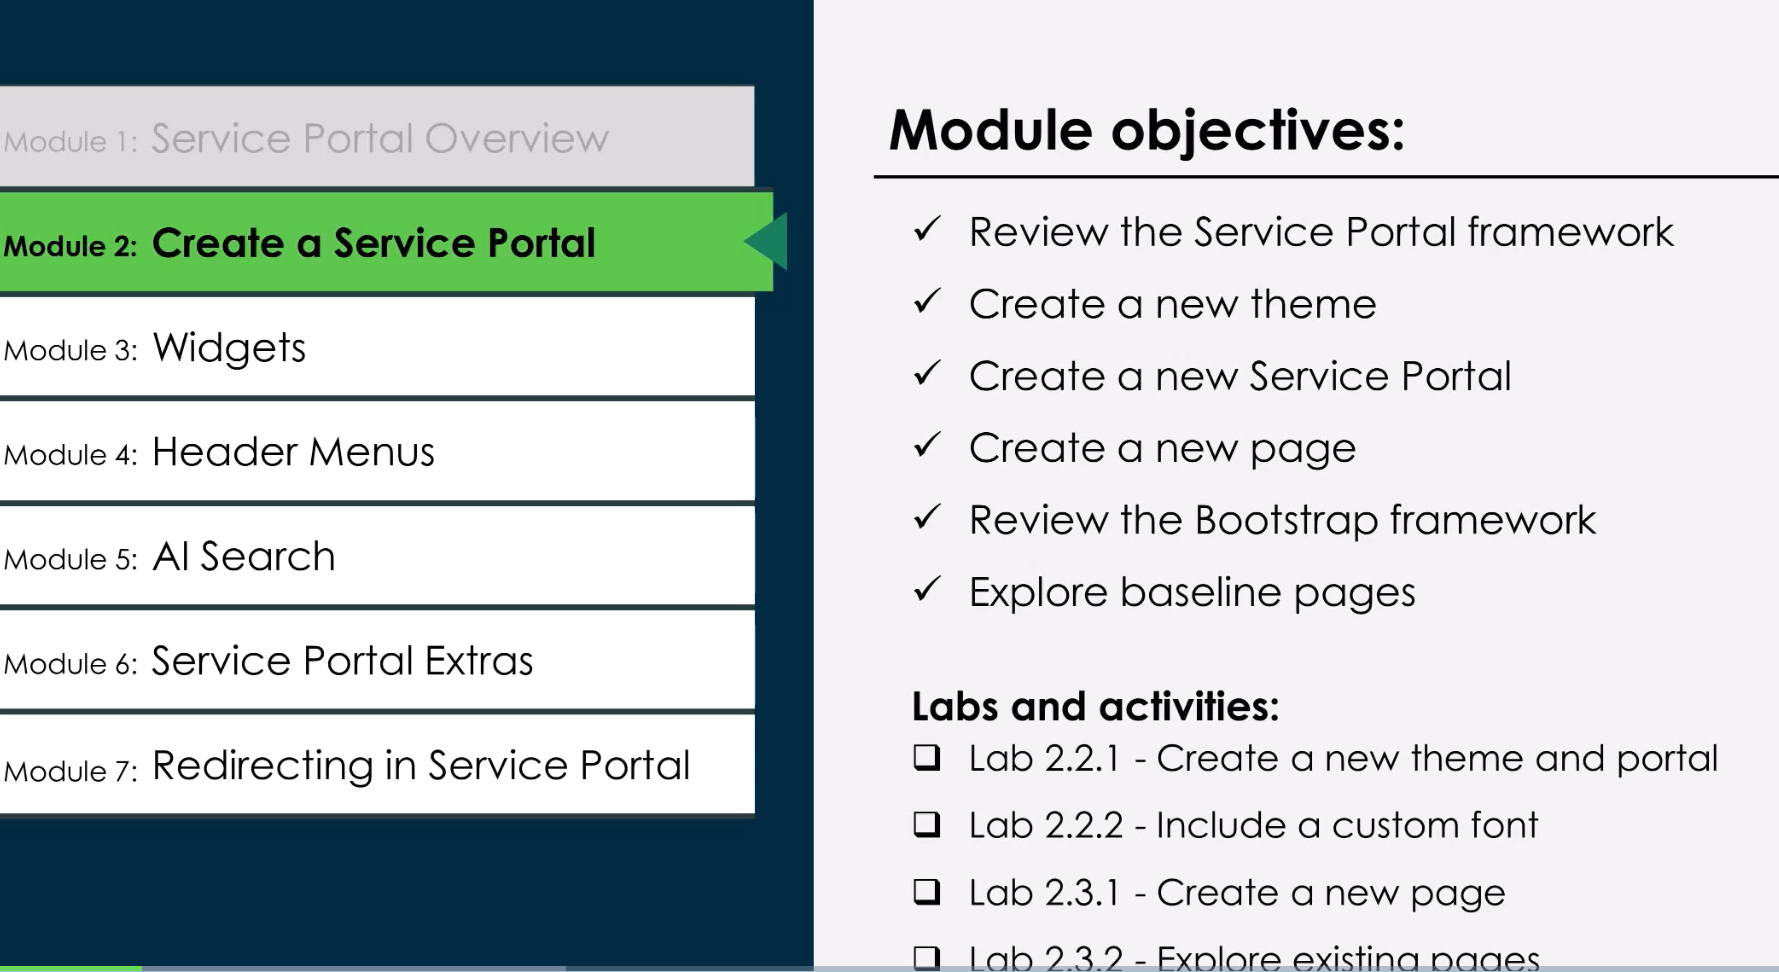 Module 1: Service Portal Overview
Module 2: Create a Service Portal
Module 3: Widgets
Module 4: Header Menus
Module 5: AI Search
Module 6: Service Portal Extras
Module 7: Redirecting in Service Portal
Module objectives:
✓ Review the Service Portal framework
✓ Create a new theme
✓ Create a new Service Portal
✓ Create a new page
✓ Review the Bootstrap framework
✓ Explore baseline pages
Labs and activities:
❑ Lab 2.2.1 - Create a new theme and portal
❑ Lab 2.2.2 - Include a custom font
❑ Lab 2.3.1 - Create a new page
❑ Lab 2.3.2 - Explore existing pages